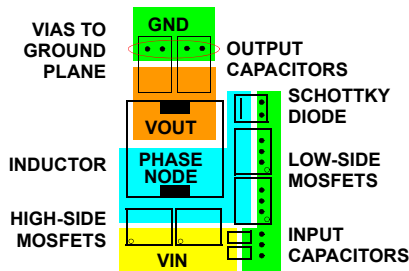 VIAS TO
GROUND
PLANE
GND
OUTPUT
CAPACITORS
SCHOTTKY
DIODE
VOUT
INDUCTOR
PHASE
NODE
LOW-SIDE
MOSFETS
HIGH-SIDE
MOSFETS
VIN
INPUT
CAPACITORS